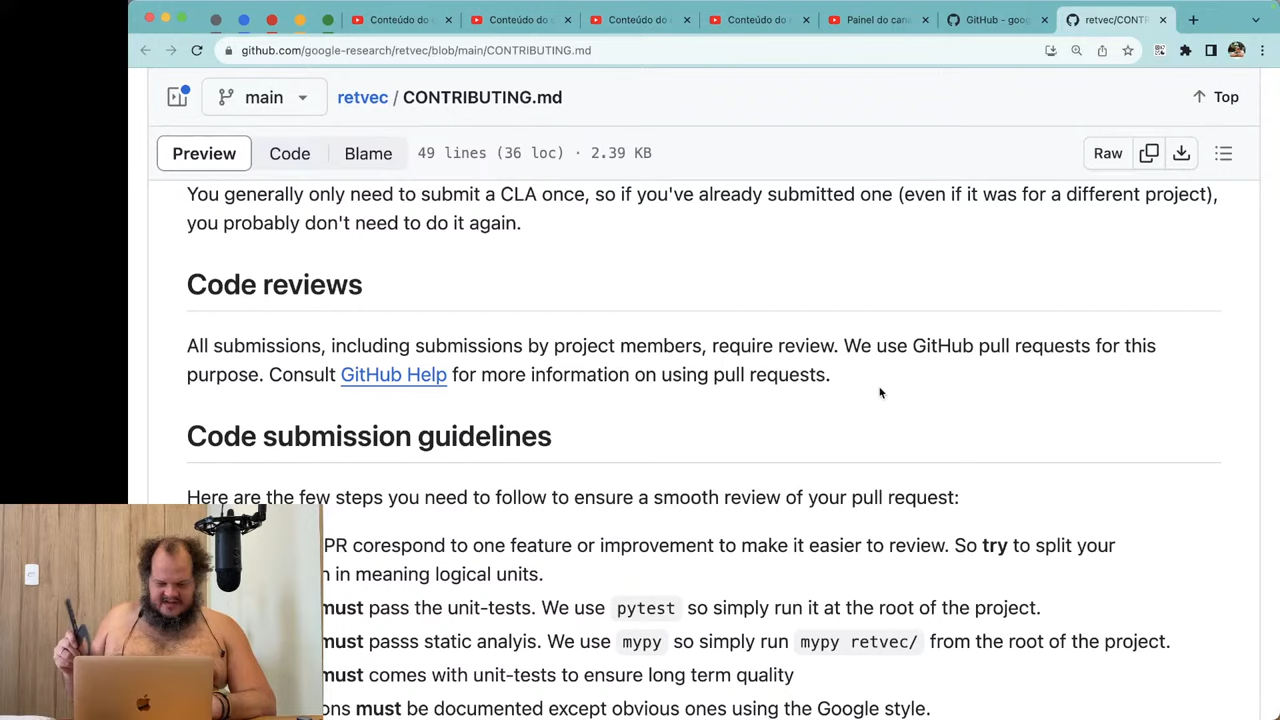 Conteúdo do
Conteúdo do
Conteúdo do
Conteúdo do
Painel do cana
GitHub - goog
retvec/CONTR
github.com/google-research/retvec/blob/main/CONTRIBUTING.md
main
retvec / CONTRIBUTING.md
Top
Preview
Code
Blame
49 lines (36 loc) · 2.39 KB
Raw
You generally only need to submit a CLA once, so if you've already submitted one (even if it was for a different project),
you probably don't need to do it again.
Code reviews
All submissions, including submissions by project members, require review. We use GitHub pull requests for this
purpose. Consult GitHub Help for more information on using pull requests.
Code submission guidelines
Here are the few steps you need to follow to ensure a smooth review of your pull request:
PR corespond to one feature or improvement to make it easier to review. So try to split your
in meaning logical units.
must pass the unit-tests. We use pytest so simply run it at the root of the project.
must passs static analyis. We use mypy so simply run mypy retvec/ from the root of the project.
must comes with unit-tests to ensure long term quality
ons must be documented except obvious ones using the Google style.